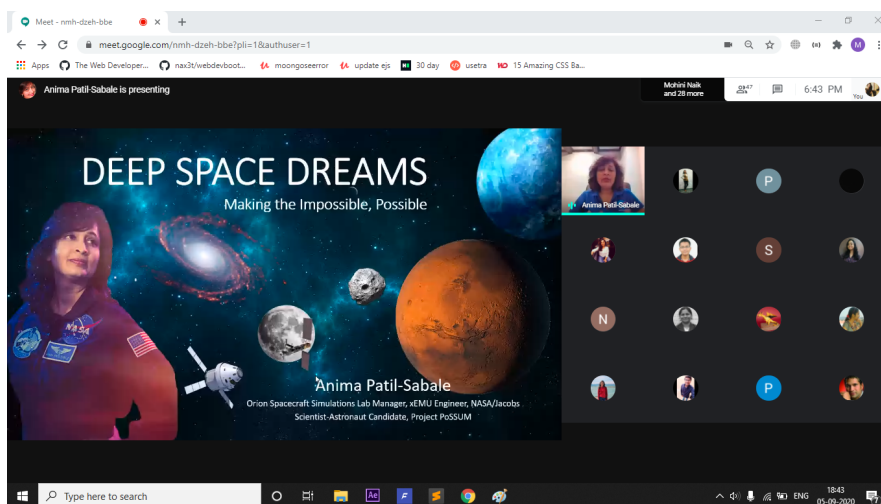 Meet - nmh-dzeh-bbe
meet.google.com/nmh-dzeh-bbe?pli=1&authuser=1
M
Apps The Web Developer... nax3t/webdevboot... moongoseerror update ejs 30 day usetra 15 Amazing CSS Ba...
Anima Patil-Sabale is presenting
Mohini Naik
and 28 more
47
6:43 PM
You
DEEP SPACE DREAMS
Making the Impossible, Possible
NASA
Anima Patil-Sabale
Orion Spacecraft Simulations Lab Manager, xEMU Engineer, NASA/Jacobs
Scientist-Astronaut Candidate, Project PoSSUM
Anima Patil-Sabale
P
S
N
P
Type here to search
Ae
F
ENG
18:43
05-09-2020